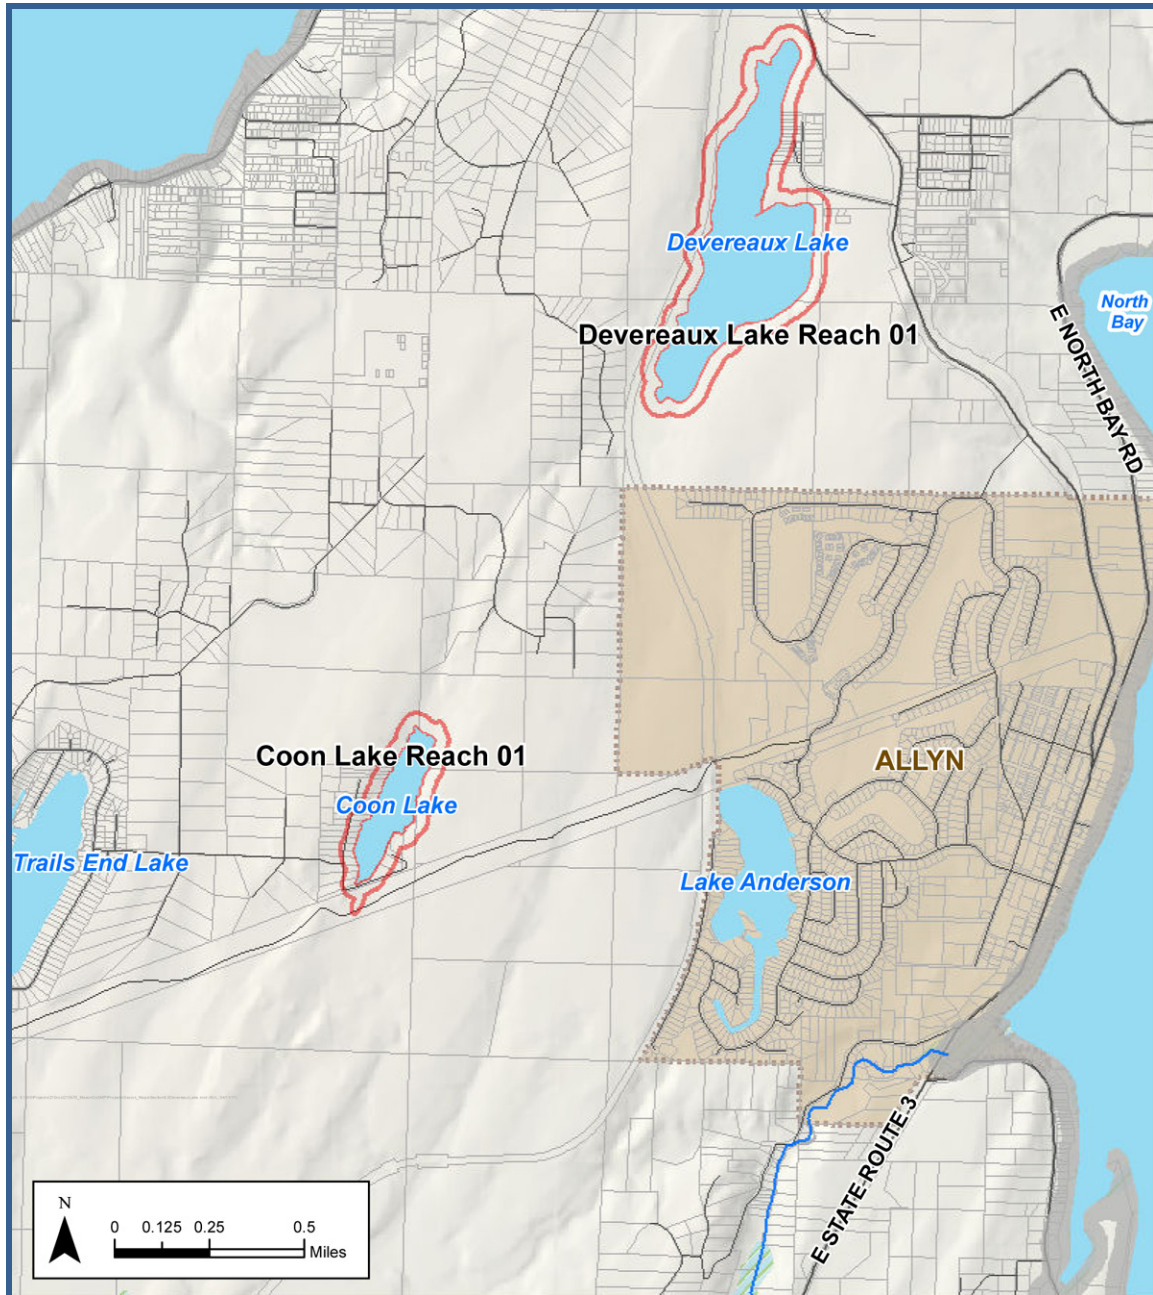 Devereaux Lake
North
Bay
Devereaux Lake Reach 01
E NORTH BAY RD
Coon Lake Reach 01
ALLYN
Coon Lake
Trails End Lake
Lake Anderson
E STATE ROUTE 3
N
0 0.125 0.25 0.5
Miles